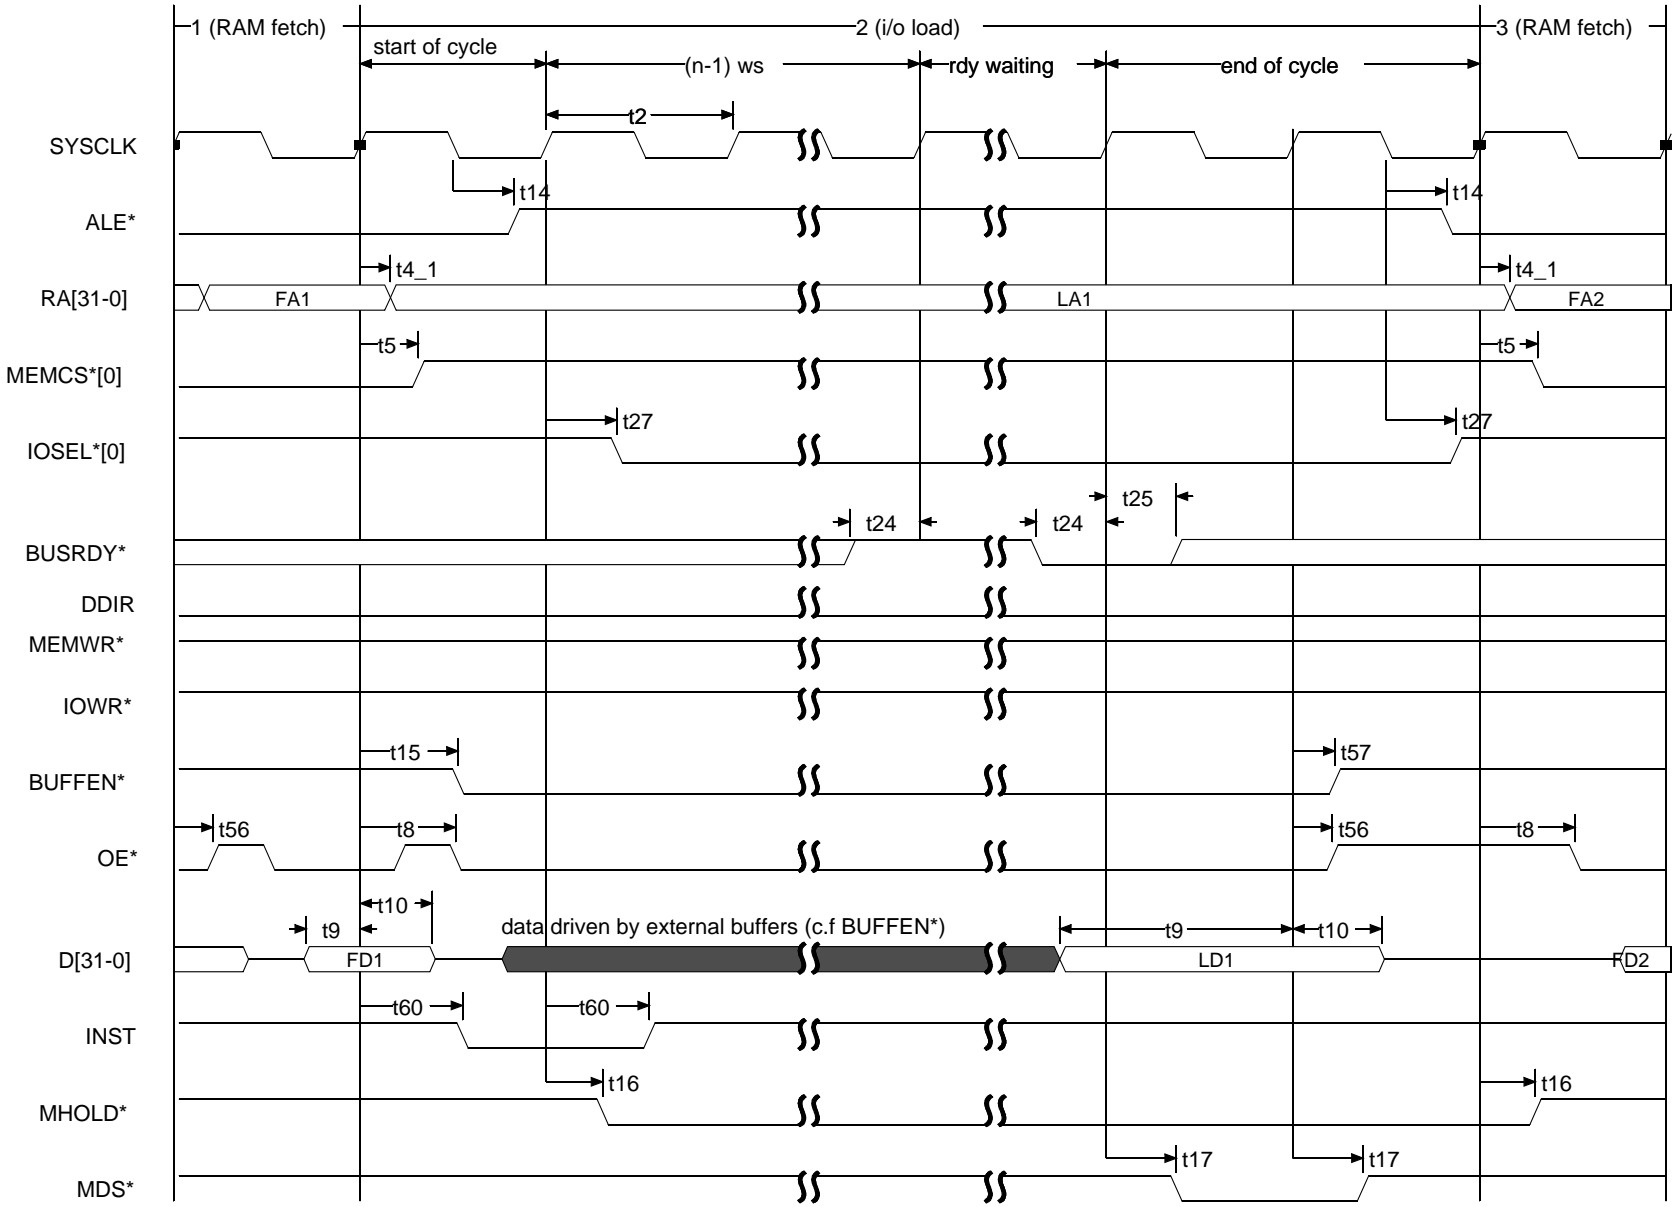 1 (RAM fetch) 2 (i/o load) 3 (RAM fetch)
start of cycle
(n-1) ws rdy waiting end of cycle
t2
SYSCLK
t14 t14
ALE*
t4_1 t4_1
RA[31-0] FA1 LA1 FA2
t5 t5
MEMCS*[0]
t27 t27
IOSEL*[0]
t25
t24 t24
BUSRDY*
DDIR
MEMWR*
IOWR*
t15 t57
BUFFEN*
t56 t8 t56 t8
OE*
t10
t9 data driven by external buffers (c.f BUFFEN*) t9 t10
D[31-0] FD1 LD1 FD2
t60 t60
INST
t16 t16
MHOLD*
t17 t17
MDS*